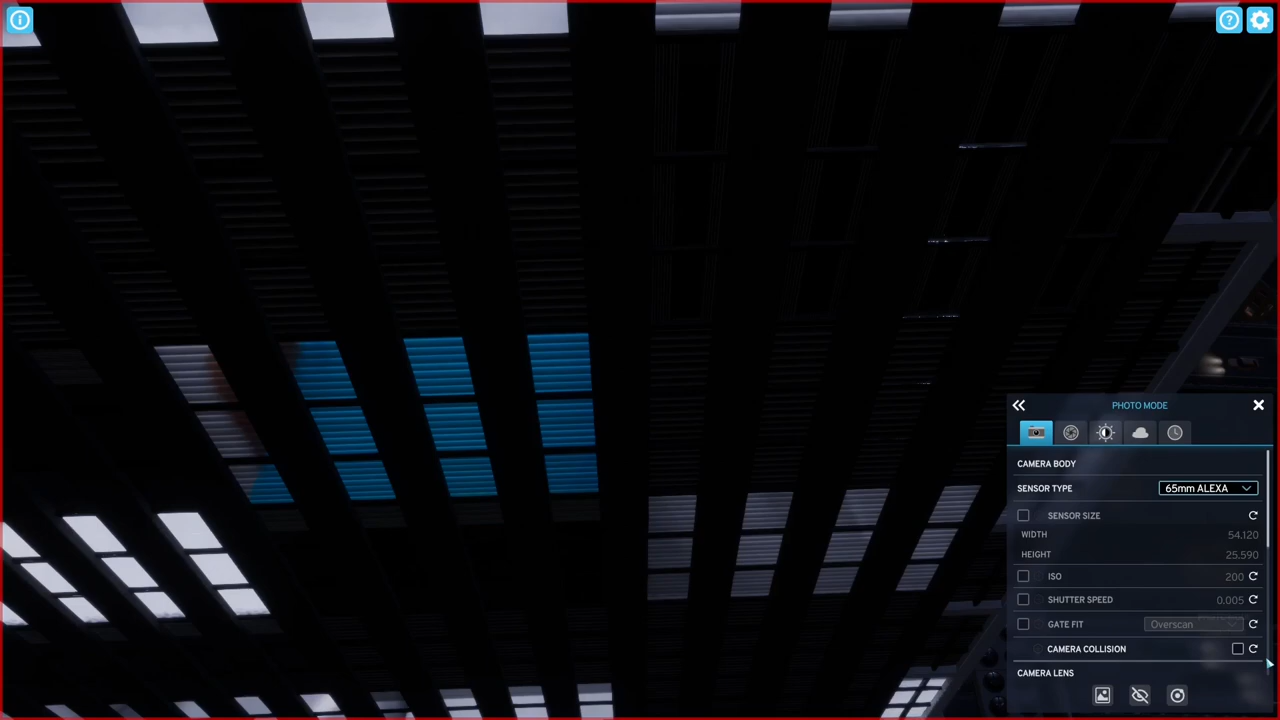 PHOTO MODE
CAMERA BODY
SENSOR TYPE 65mm ALEXA
SENSOR SIZE
WIDTH 54.120
HEIGHT 25.590
ISO 200
SHUTTER SPEED 0.005
GATE FIT Overscan
CAMERA COLLISION
CAMERA LENS